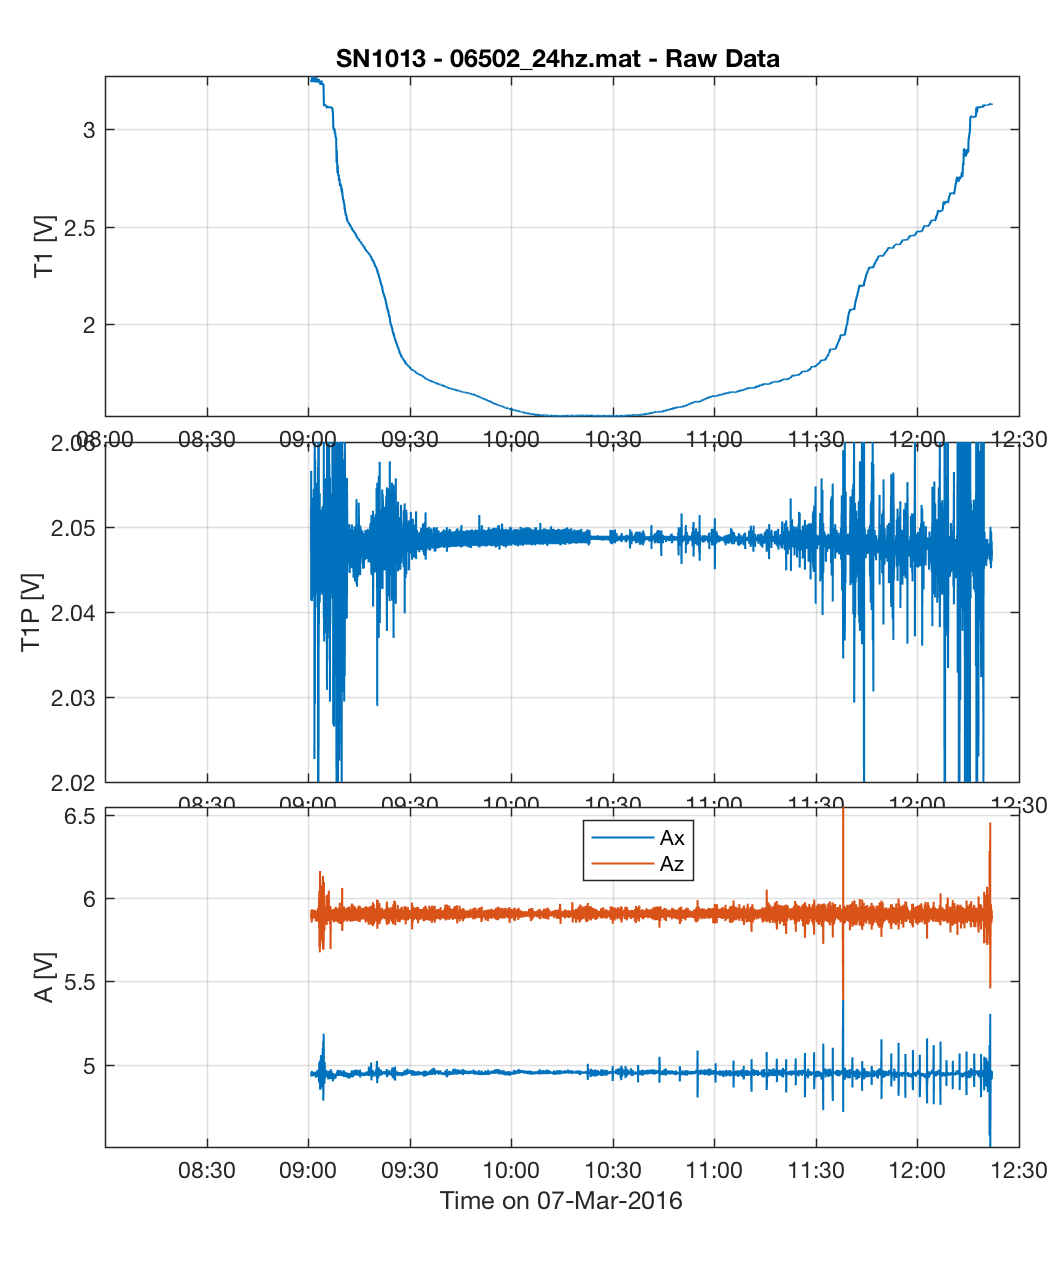 SN1013 - 06502_24hz.mat - Raw Data
T1 [V]
3
2.5
2
08:00 08:30 09:00 09:30 10:00 10:30 11:00 11:30 12:00 12:30
T1P [V]
2.06
2.05
2.04
2.03
2.02
08:30 09:00 09:30 10:00 10:30 11:00 11:30 12:00 12:30
A [V]
6.5
6
5.5
5
Ax
Az
08:30 09:00 09:30 10:00 10:30 11:00 11:30 12:00 12:30
Time on 07-Mar-2016